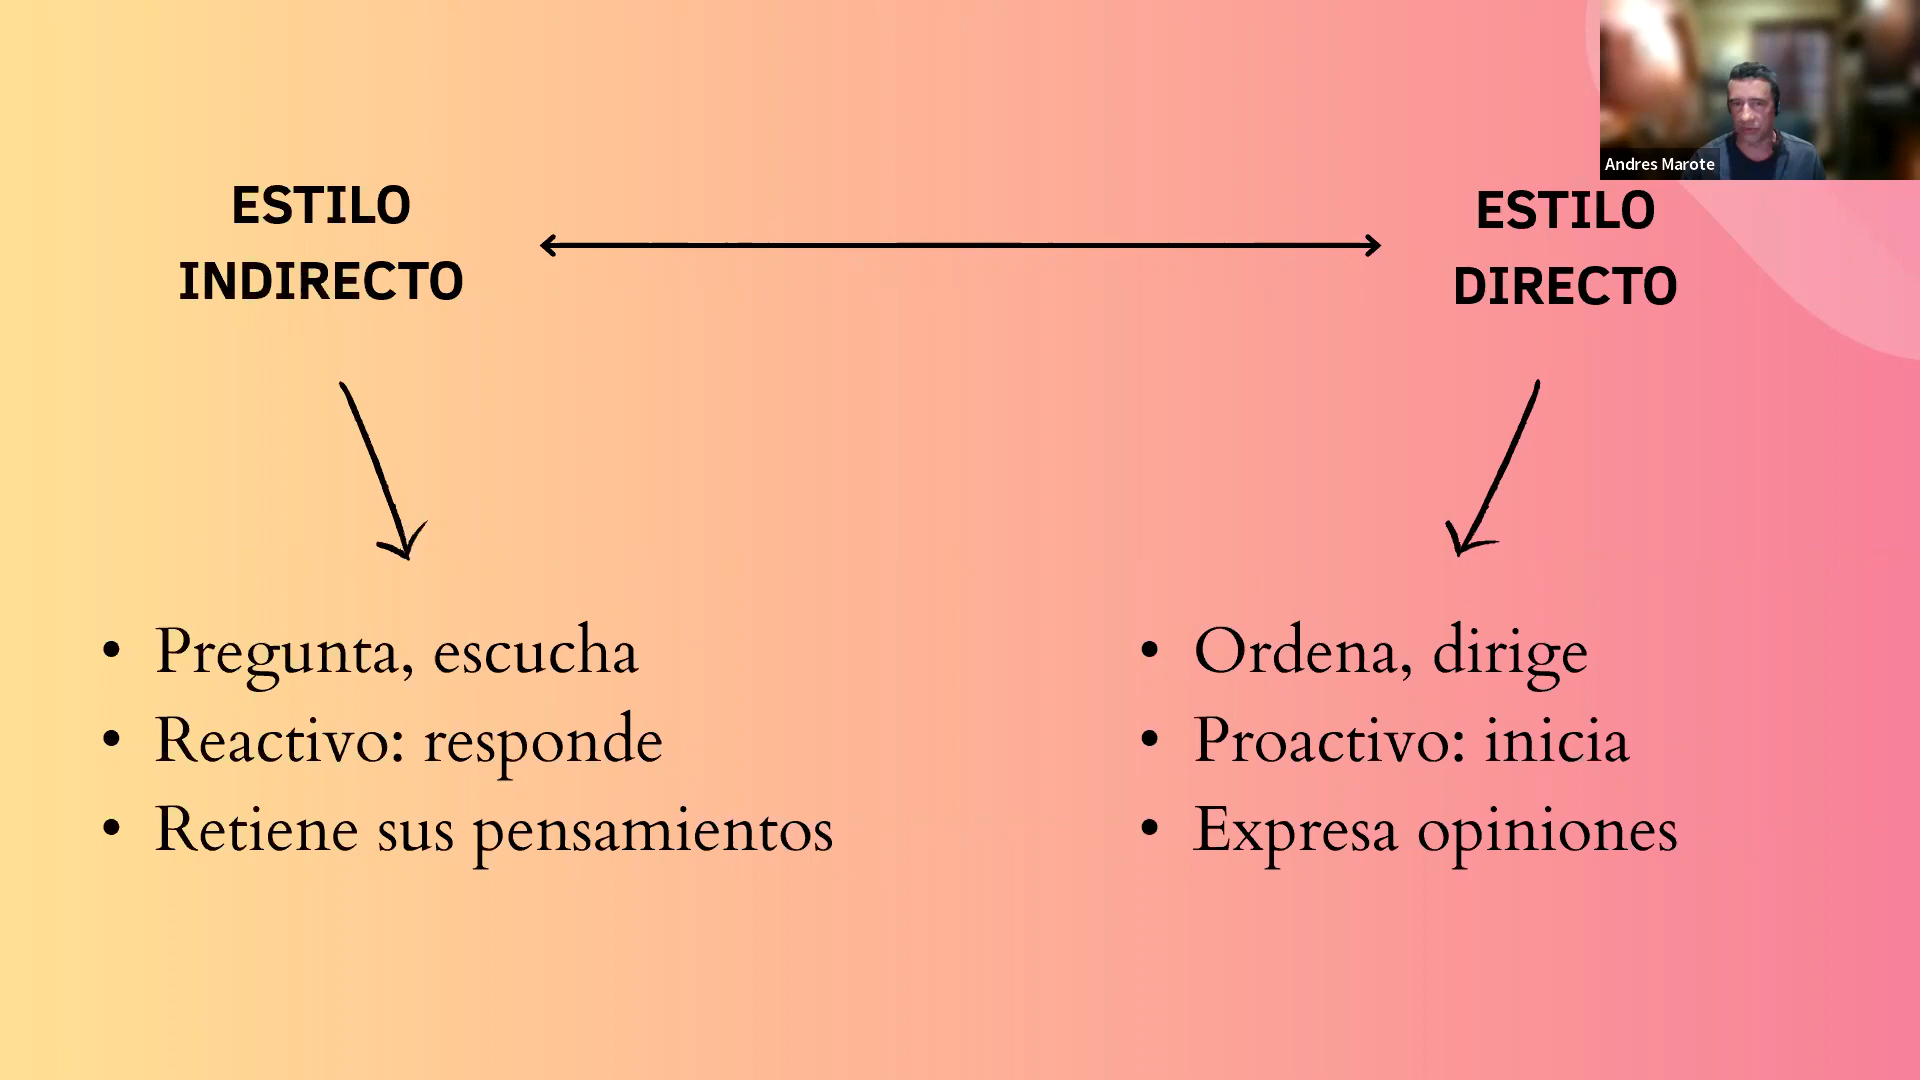 Andres Marote
ESTILO
INDIRECTO
ESTILO
DIRECTO
• Pregunta, escucha
• Reactivo: responde
• Retiene sus pensamientos
• Ordena, dirige
• Proactivo: inicia
• Expresa opiniones